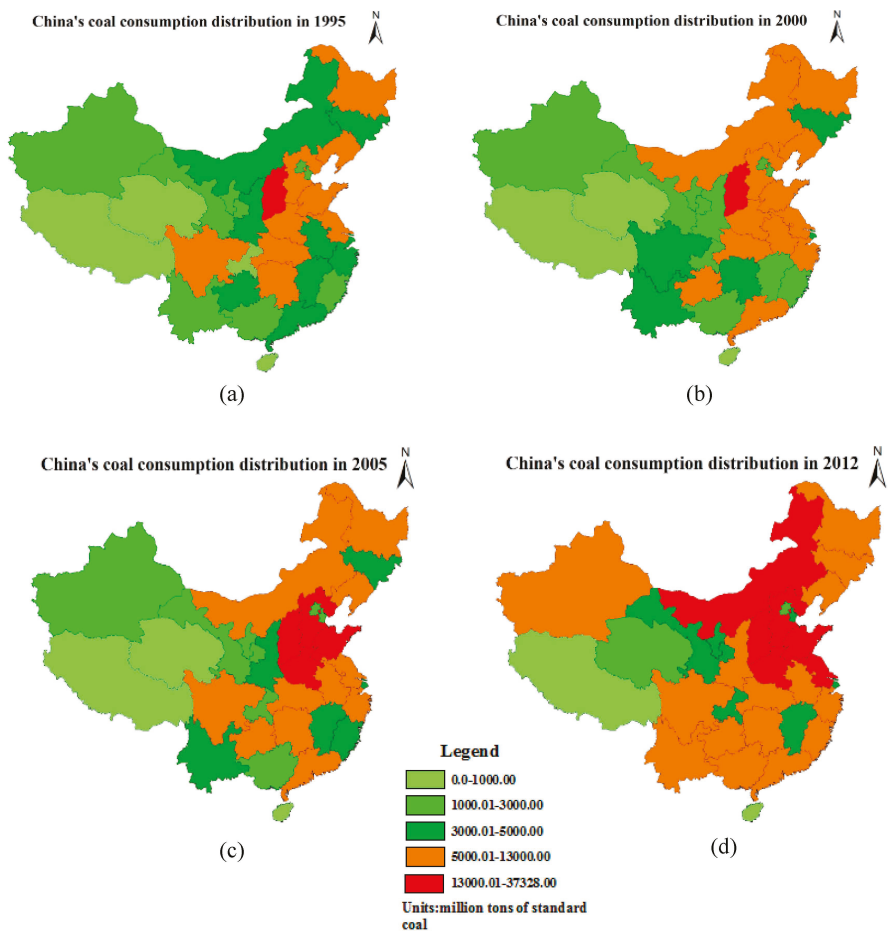 China's coal consumption distribution in 1995
N
China's coal consumption distribution in 2000
N
(a)
(b)
China's coal consumption distribution in 2005
N
China's coal consumption distribution in 2012
N
Legend
0.0-1000.00
1000.01-3000.00
3000.01-5000.00
5000.01-13000.00
13000.01-37328.00
Units:million tons of standard
coal
(c)
(d)